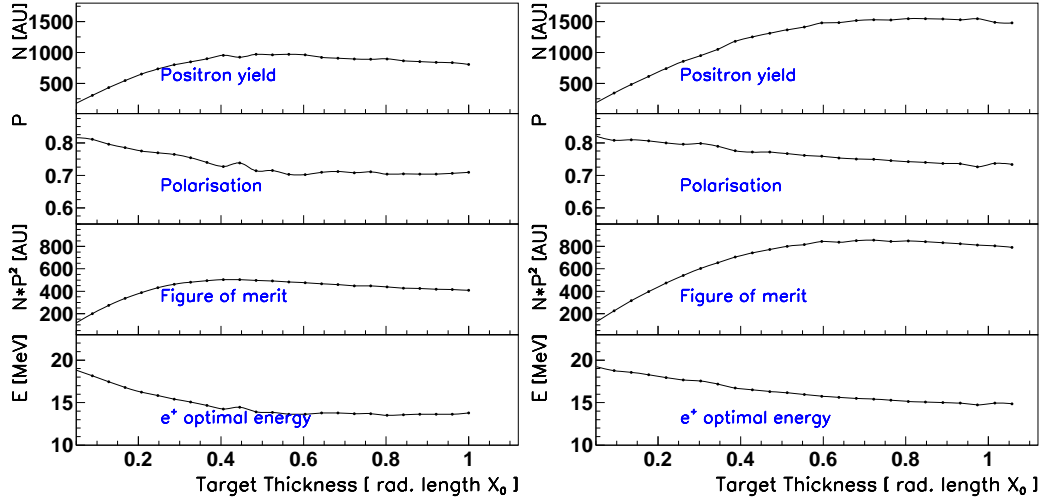 N [AU]
1500
1000
500
Positron yield
P
0.8
0.7
0.6
Polarisation
N*P² [AU]
800
600
400
200
Figure of merit
E [MeV]
20
15
10
e⁺ optimal energy
0.2 0.4 0.6 0.8 1
Target Thickness [ rad. length X₀ ]
N [AU]
1500
1000
500
Positron yield
P
0.8
0.7
0.6
Polarisation
N*P² [AU]
800
600
400
200
Figure of merit
E [MeV]
20
15
10
e⁺ optimal energy
0.2 0.4 0.6 0.8 1
Target Thickness [ rad. length X₀ ]